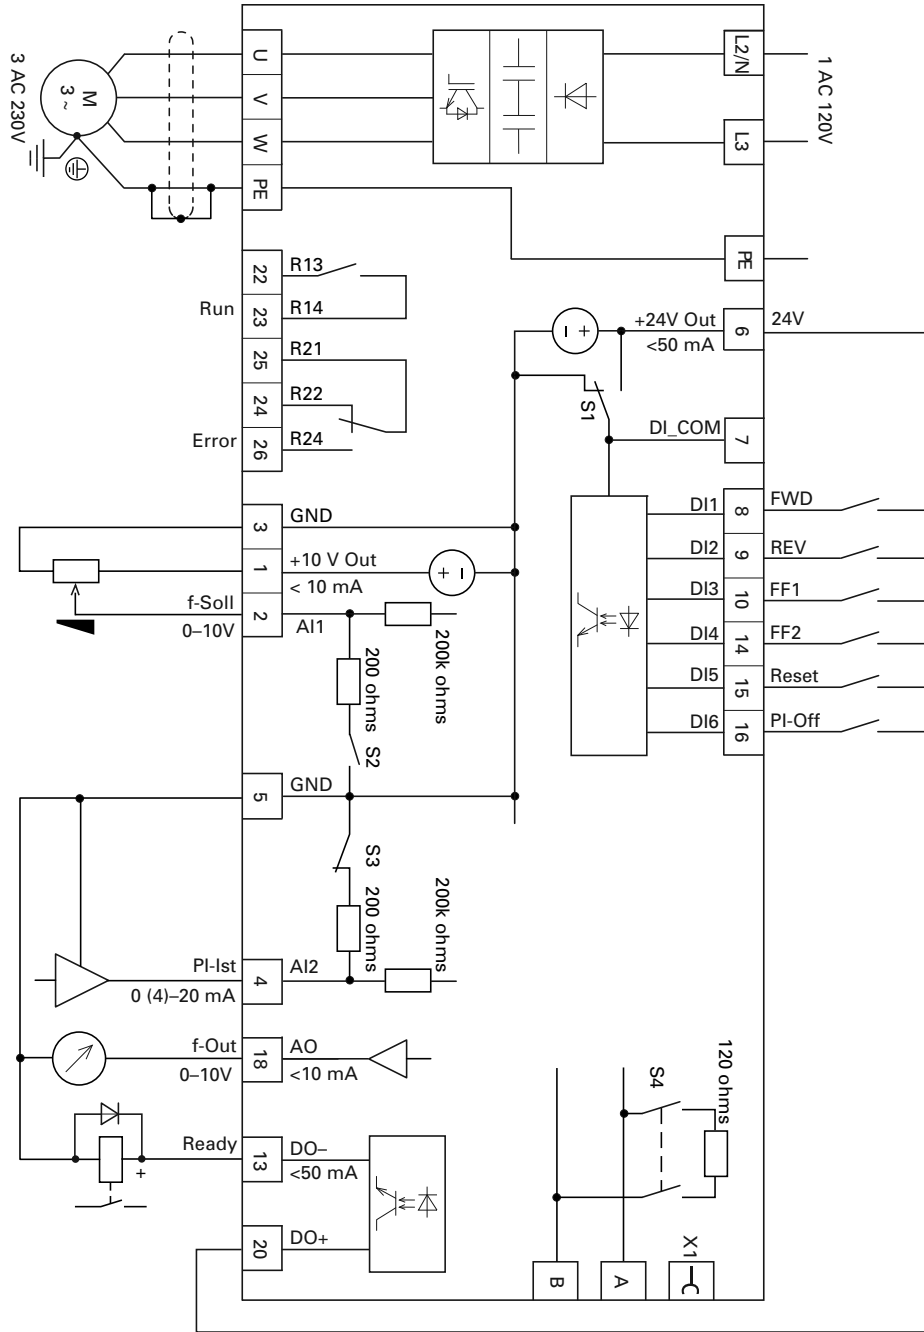 L2/N
L3
1 AC 120V
U
V
W
PE
M
3 ~
3 AC 230V
PE
22 R13
Run
23 R14
25 R21
24 R22
Error
26 R24
+24V Out
<50 mA
6 24V
- +
S1
DI_COM 7
DI1 8 FWD
DI2 9 REV
DI3 10 FF1
DI4 14 FF2
DI5 15 Reset
DI6 16 PI-Off
3 GND
1 +10 V Out
< 10 mA
+ -
f-Soll
0–10V
2 AI1
200k ohms
200 ohms
S2
5 GND
S3
200 ohms
200k ohms
PI-Ist
0 (4)–20 mA
4 AI2
f-Out
0–10V
18 AO
<10 mA
Ready
13 DO–
<50 mA
+
20 DO+
S4
120 ohms
B
A
X1